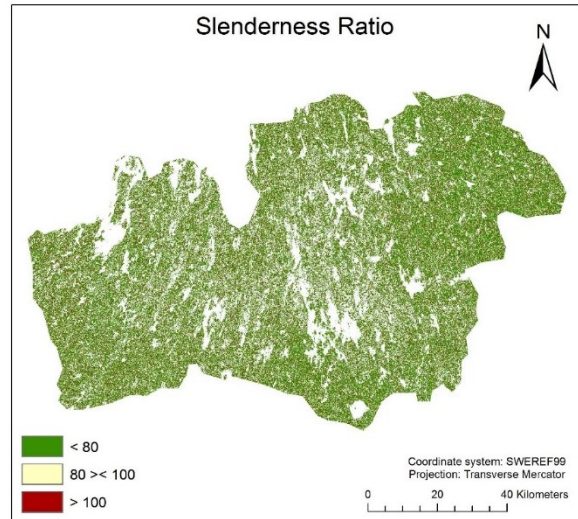 Slenderness Ratio
N
< 80
80 >< 100
> 100
Coordinate system: SWEREF99
Projection: Transverse Mercator
0 20 40 Kilometers